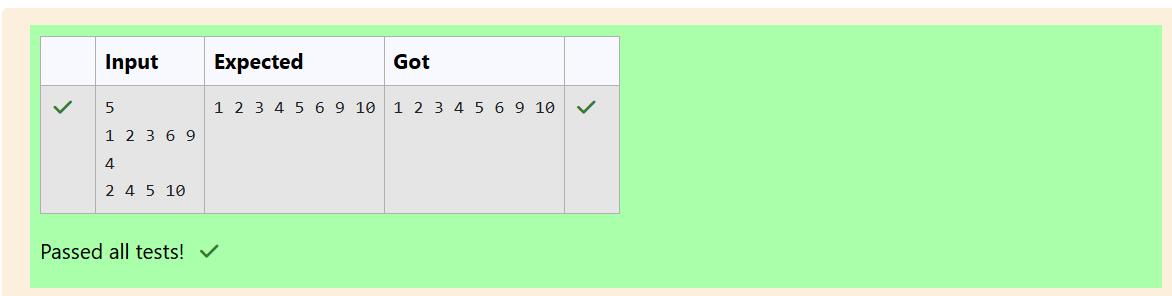 Input Expected Got
5 1 2 3 4 5 6 9 10 1 2 3 4 5 6 9 10
1 2 3 6 9
4
2 4 5 10
Passed all tests!